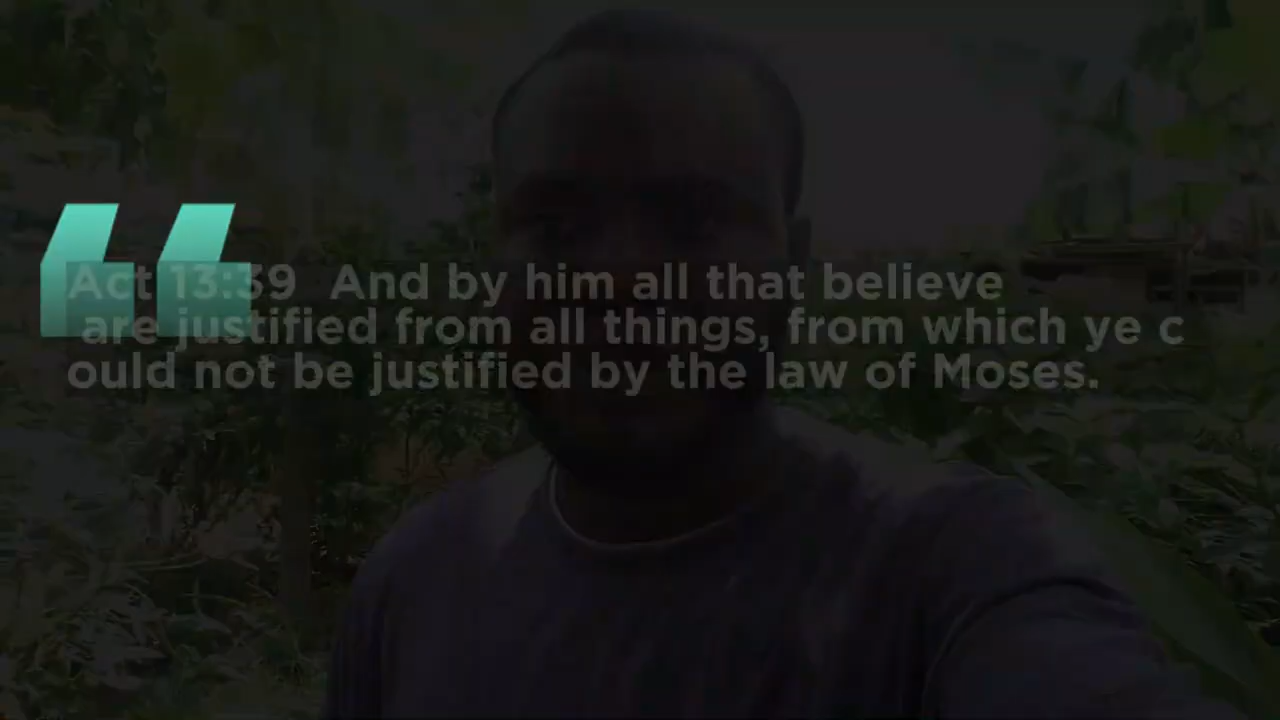 Act 13:39 And by him all that believe
are justified from all things, from which ye c
ould not be justified by the law of Moses.